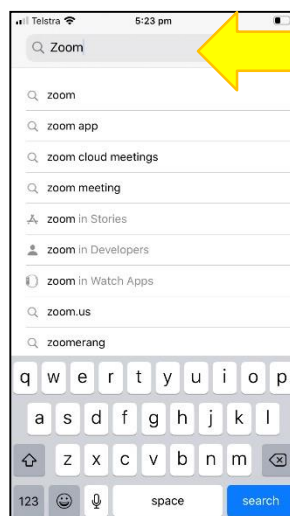 Telstra 5:23 pm
Zoom
zoom
zoom app
zoom cloud meetings
zoom meeting
zoom in Stories
zoom in Developers
zoom in Watch Apps
zoom.us
zoomerang
q w e r t y u i o p
a s d f g h j k l
z x c v b n m
123 space search